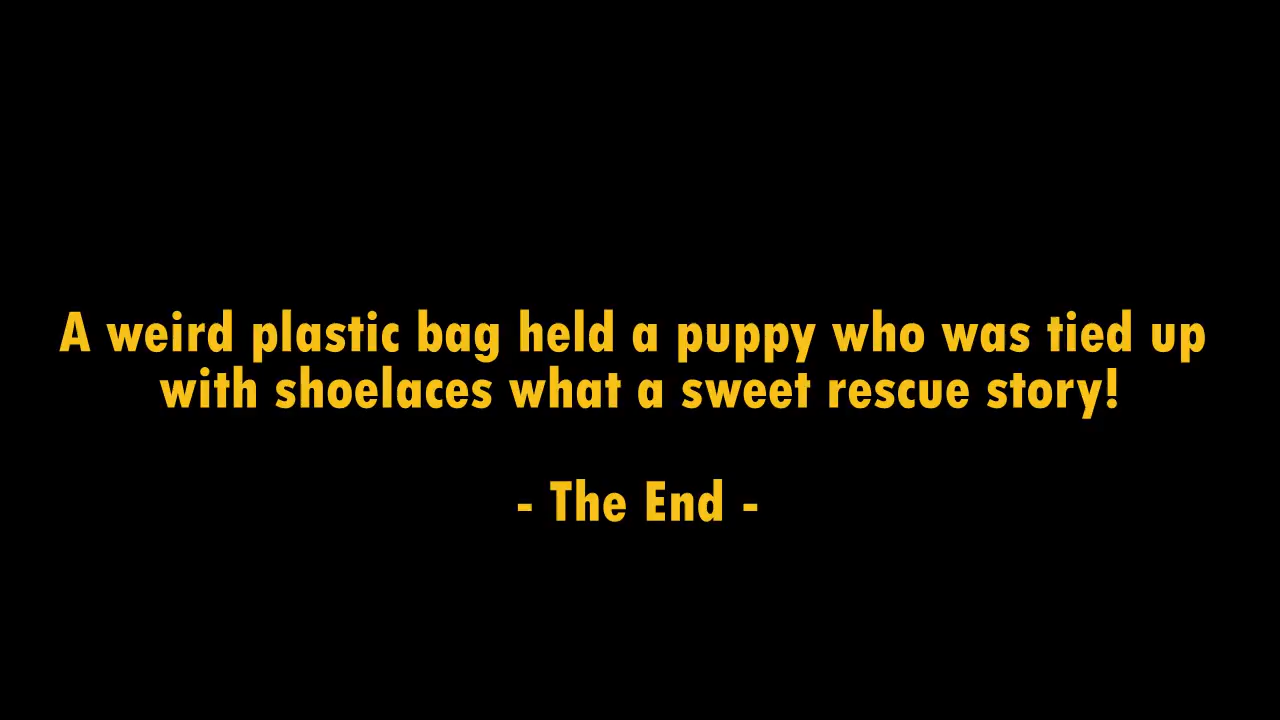 A weird plastic bag held a puppy who was tied up
with shoelaces what a sweet rescue story!
- The End -